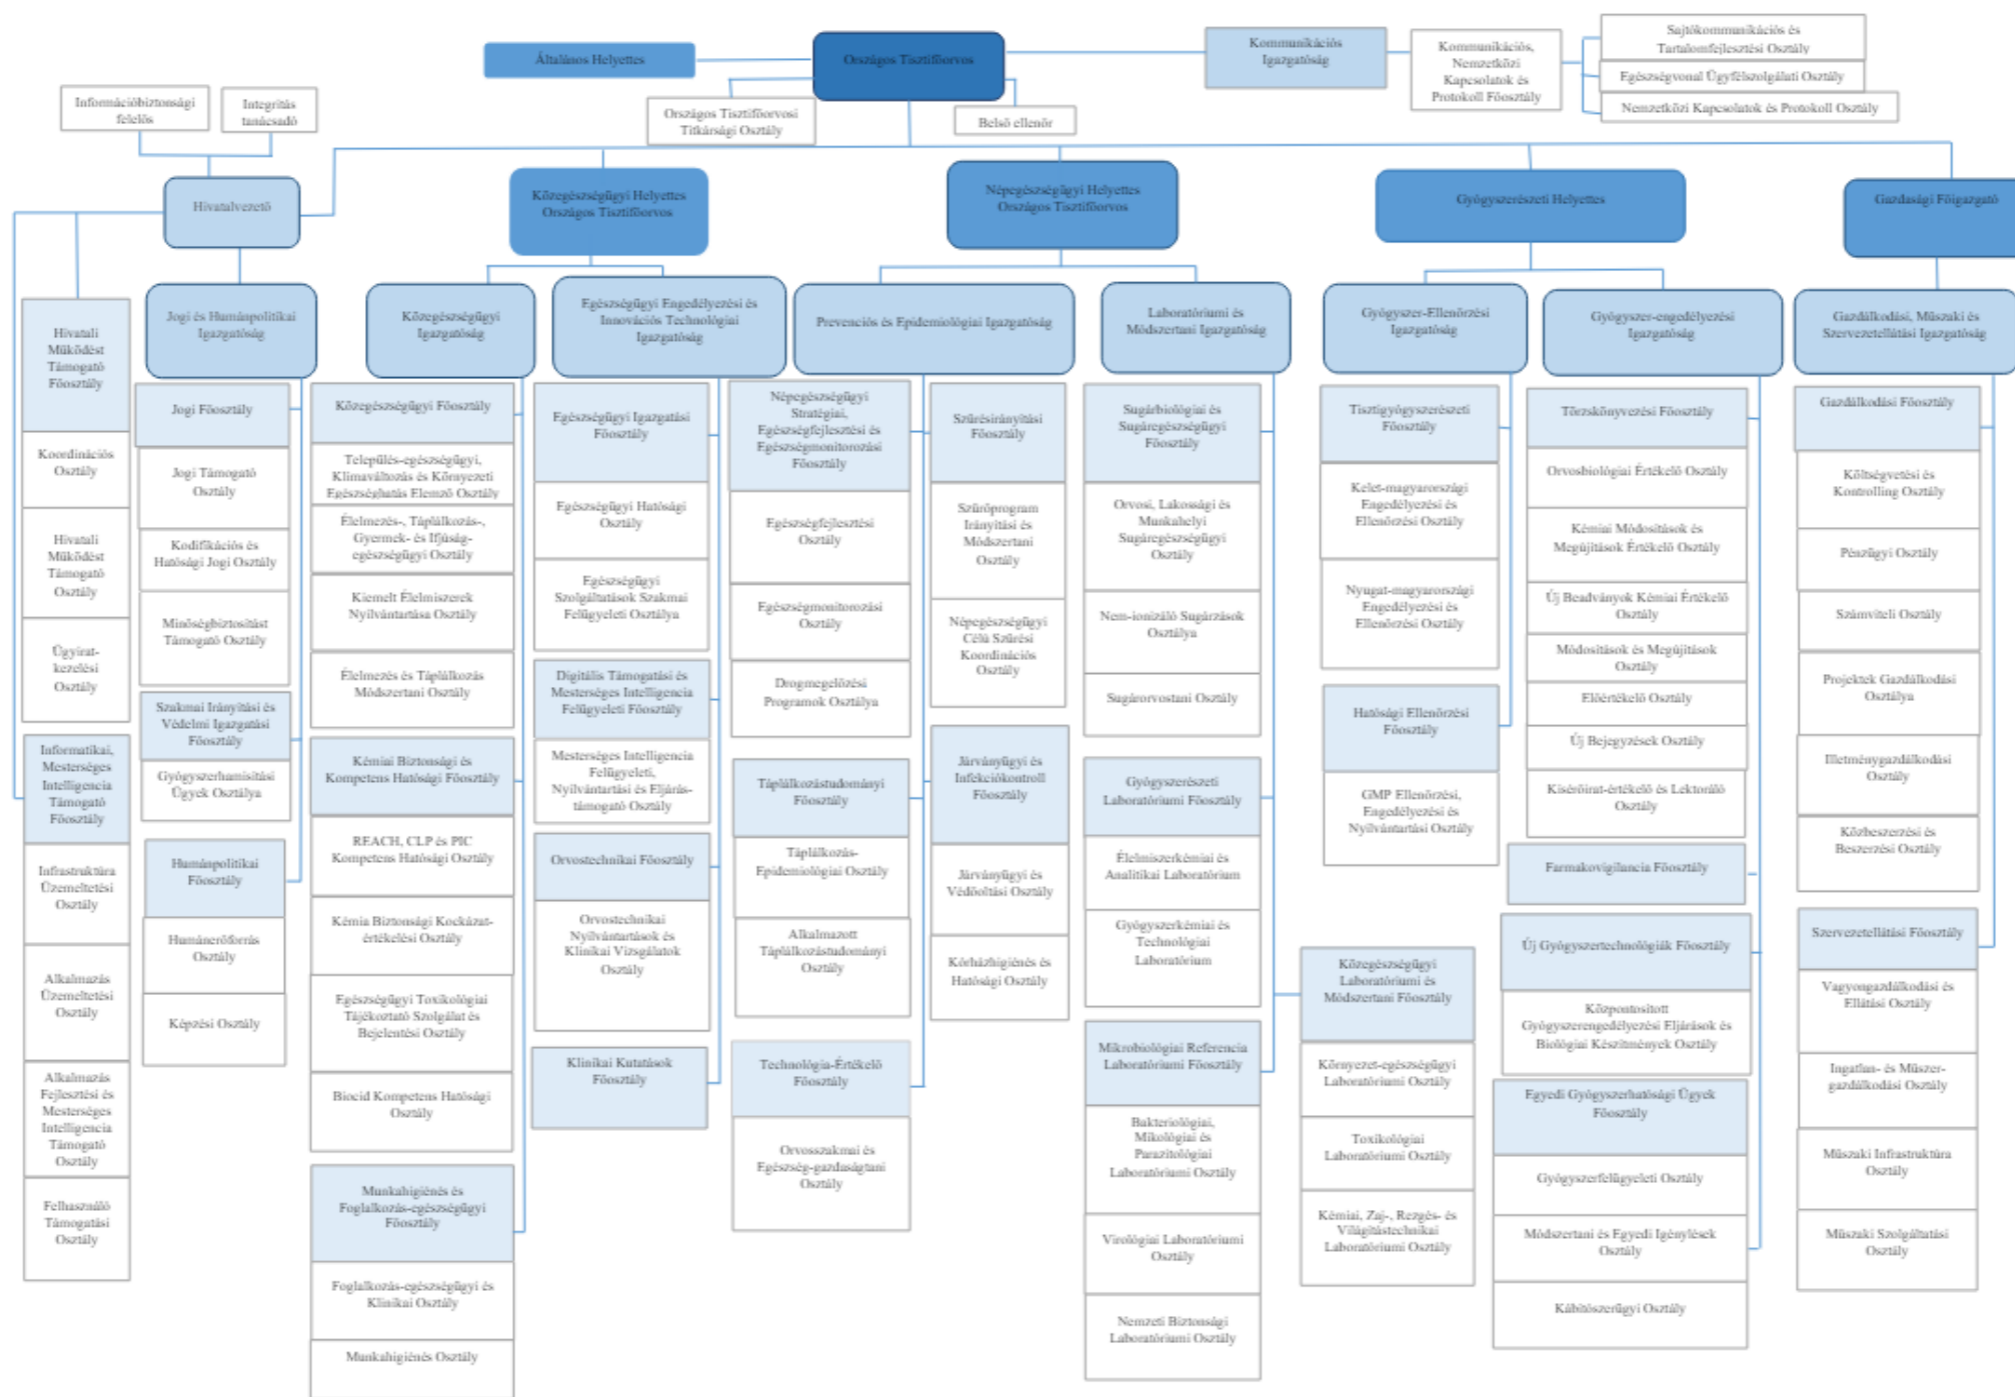 Általános Helyettes
Országos Tisztifőorvos
Kommunikációs
Igazgatóság
Kommunikációs,
Nemzetközi
Kapcsolatok és
Protokoll Főosztály
Sajtókommunikációs és
Tartalomfejlesztési Osztály
Egészségvonal Ügyfélszolgálati Osztály
Nemzetközi Kapcsolatok és Protokoll Osztály
Információbiztonsági
felelős
Integritás
tanácsadó
Országos Tisztifőorvosi
Titkársági Osztály
Belső ellenőr
Hivatalvezető
Közegészségügyi Helyettes
Országos Tisztifőorvos
Népegészségügyi Helyettes
Országos Tisztifőorvos
Gyógyszerészeti Helyettes
Gazdasági Főigazgató
Hivatali
Működést
Támogató
Főosztály
Koordinációs
Osztály
Hivatali
Működést
Támogató
Osztály
Ügyirat-
kezelési
Osztály
Informatikai,
Mesterséges
Intelligencia
Támogató
Főosztály
Infrastruktúra
Üzemeltetési
Osztály
Alkalmazás
Üzemeltetési
Osztály
Alkalmazás
Fejlesztési és
Mesterséges
Intelligencia
Támogató
Osztály
Felhasználó
Támogatási
Osztály
Jogi és Humánpolitikai
Igazgatóság
Jogi Főosztály
Jogi Támogató
Osztály
Kodifikációs és
Hatósági Jogi Osztály
Minőségbiztosítást
Támogató Osztály
Szakmai Irányítási és
Védelmi Igazgatási
Főosztály
Gyógyszerhamisítási
Ügyek Osztálya
Humánpolitikai
Főosztály
Humánerőforrás
Osztály
Képzési Osztály
Közegészségügyi
Igazgatóság
Közegészségügyi Főosztály
Település-egészségügyi,
Klímaváltozás és Környezeti
Egészséghatás Elemző Osztály
Élelmezés-, Táplálkozás-,
Gyermek- és Ifjúság-
egészségügyi Osztály
Kiemelt Élelmiszerek
Nyilvántartása Osztály
Élelmezés és Táplálkozás
Módszertani Osztály
Kémiai Biztonsági és
Kompetens Hatósági Főosztály
REACH, CLP és PIC
Kompetens Hatósági Osztály
Kémia Biztonsági Kockázat-
értékelési Osztály
Egészségügyi Toxikológiai
Tájékoztató Szolgálat és
Bejelentési Osztály
Biocid Kompetens Hatósági
Osztály
Munkahigiénés és
Foglalkozás-egészségügyi
Főosztály
Foglalkozás-egészségügyi és
Klinikai Osztály
Munkahigiénés Osztály
Egészségügyi Engedélyezési és
Innovációs Technológiai
Igazgatóság
Egészségügyi Igazgatási
Főosztály
Egészségügyi Hatósági
Osztály
Egészségügyi
Szolgáltatások Szakmai
Felügyeleti Osztálya
Digitális Támogatási és
Mesterséges Intelligencia
Felügyeleti Főosztály
Mesterséges Intelligencia
Felügyeleti,
Nyilvántartási és Eljárás-
támogató Osztály
Orvostechnikai Főosztály
Orvostechnikai
Nyilvántartások és
Klinikai Vizsgálatok
Osztály
Klinikai Kutatások
Főosztály
Prevenciós és Epidemiológiai Igazgatóság
Népegészségügyi
Stratégiai,
Egészségfejlesztési és
Egészségmonitorozási
Főosztály
Egészségfejlesztési
Osztály
Egészségmonitorozási
Osztály
Drogmegelőzési
Programok Osztálya
Táplálkozástudományi
Főosztály
Táplálkozás-
Epidemiológiai Osztály
Alkalmazott
Táplálkozástudományi
Osztály
Technológia-Értékelő
Főosztály
Orvosszakmai és
Egészség-gazdaságtani
Osztály
Szűrésirányítási
Főosztály
Szűrőprogram
Irányítási és
Módszertani
Osztály
Népegészségügyi
Célú Szűrési
Koordinációs
Osztály
Járványügyi és
Infekciókontroll
Főosztály
Járványügyi és
Védőoltási Osztály
Kórházhigiénés és
Hatósági Osztály
Laboratóriumi és
Módszertani Igazgatóság
Sugárbiológiai és
Sugáregészségügyi
Főosztály
Orvosi, Lakossági és
Munkahelyi
Sugáregészségügyi
Osztály
Nem-ionizáló Sugárzások
Osztálya
Sugárorvostani Osztály
Gyógyszerészeti
Laboratóriumi Főosztály
Élelmiszerkémiai és
Analitikai Laboratórium
Gyógyszerkémiai és
Technológiai
Laboratórium
Mikrobiológiai Referencia
Laboratóriumi Főosztály
Bakteriológiai,
Mikológiai és
Parazitológiai
Laboratóriumi Osztály
Virológiai Laboratóriumi
Osztály
Nemzeti Biztonsági
Laboratóriumi Osztály
Közegészségügyi
Laboratóriumi és
Módszertani Főosztály
Környezet-egészségügyi
Laboratóriumi Osztály
Toxikológiai
Laboratóriumi Osztály
Kémiai, Zaj-, Rezgés- és
Világítástechnikai
Laboratóriumi Osztály
Gyógyszer-Ellenőrzési
Igazgatóság
Tisztigyógyszerészeti
Főosztály
Kelet-magyarországi
Engedélyezési és
Ellenőrzési Osztály
Nyugat-magyarországi
Engedélyezési és
Ellenőrzési Osztály
Hatósági Ellenőrzési
Főosztály
GMP Ellenőrzési,
Engedélyezési és
Nyilvántartási Osztály
Gyógyszer-engedélyezési
Igazgatóság
Törzskönyvezési Főosztály
Orvosbiológiai Értékelő Osztály
Kémiai Módosítások és
Megújítások Értékelő Osztály
Új Beadványok Kémiai Értékelő
Osztály
Módosítások és Megújítások
Osztály
Előértékelő Osztály
Új Bejegyzések Osztály
Kísérőirat-értékelő és Lektoráló
Osztály
Farmakovigilancia Főosztály
Új Gyógyszertechnológiák Főosztály
Központosított
Gyógyszerengedélyezési Eljárások és
Biológiai Készítmények Osztály
Egyedi Gyógyszerhatósági Ügyek
Főosztály
Gyógyszerfelügyeleti Osztály
Módszertani és Egyedi Igénylések
Osztály
Kábítószerügyi Osztály
Gazdálkodási, Műszaki és
Szervezetellátási Igazgatóság
Gazdálkodási Főosztály
Költségvetési és
Kontrolling Osztály
Pénzügyi Osztály
Számviteli Osztály
Projektek Gazdálkodási
Osztálya
Illetménygazdálkodási
Osztály
Közbeszerzési és
Beszerzési Osztály
Szervezetellátási Főosztály
Vagyongazdálkodási és
Ellátási Osztály
Ingatlan- és Műszer-
gazdálkodási Osztály
Műszaki Infrastruktúra
Osztály
Műszaki Szolgáltatási
Osztály